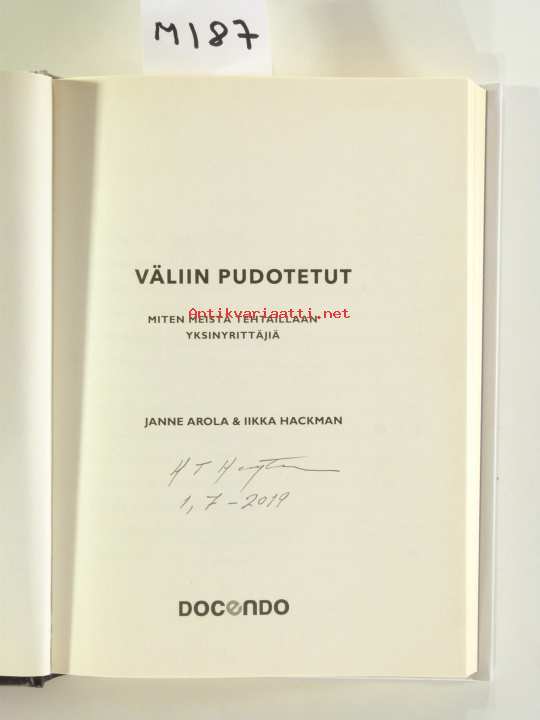 M187
VÄLIIN PUDOTETUT
Antikvariaatti.net
MITEN MEISTÄ TEHTAILLAAN
YKSINYRITTÄJIÄ
JANNE AROLA & IIKKA HACKMAN
H T
1,7-2019
DOCENDO